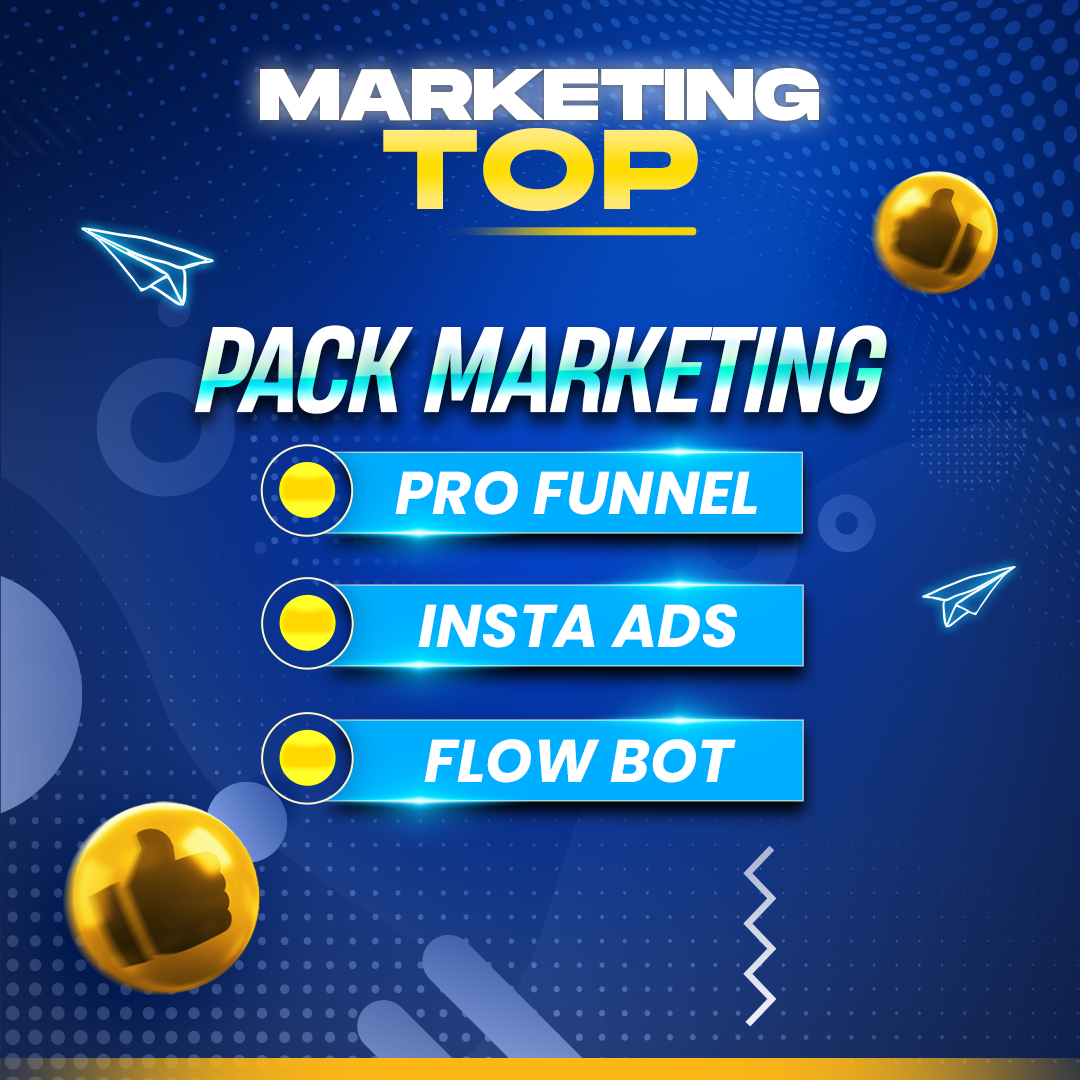 MARKETING
TOP
PACK MARKETING
PRO FUNNEL
INSTA ADS
FLOW BOT